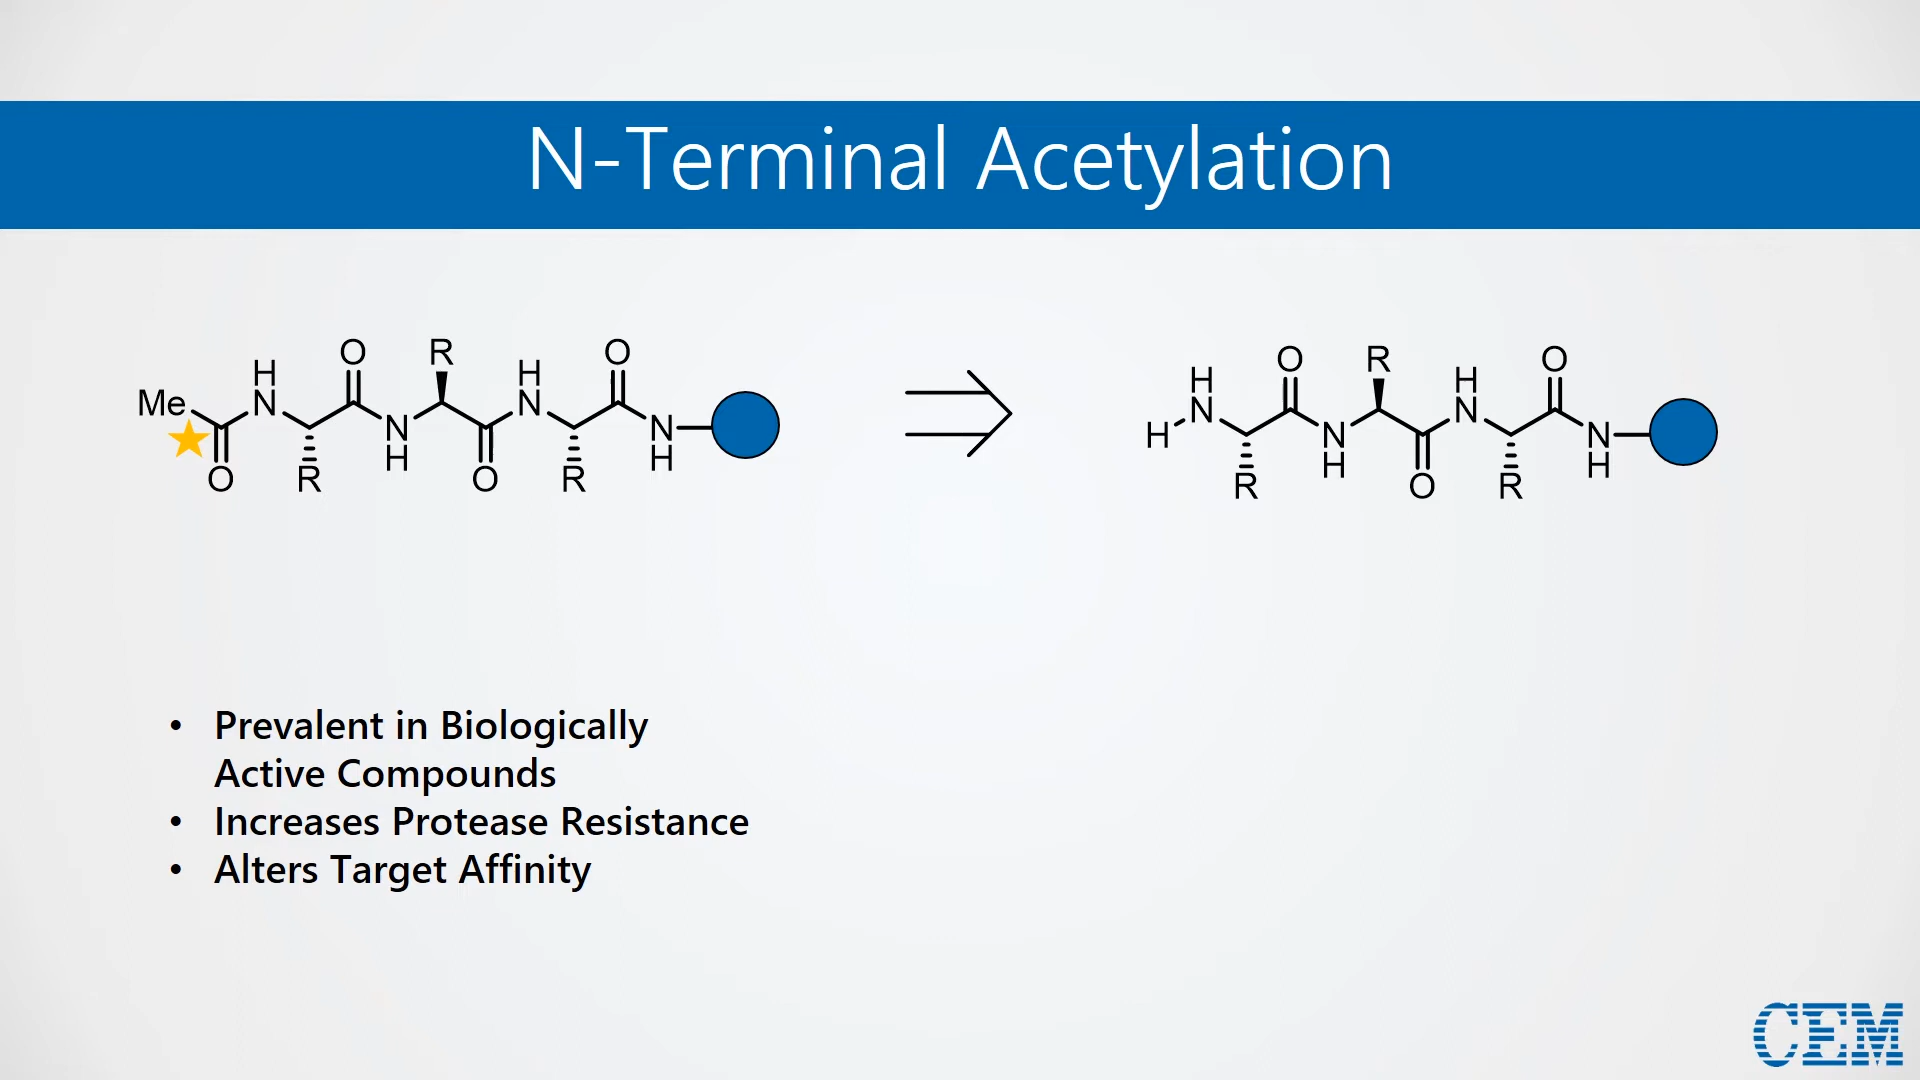 N-Terminal Acetylation
H O R H O
Me N N
N N
O H R H O R H
H O R H O
H N N
N N
R H O R H
• Prevalent in Biologically
Active Compounds
• Increases Protease Resistance
• Alters Target Affinity
CEM